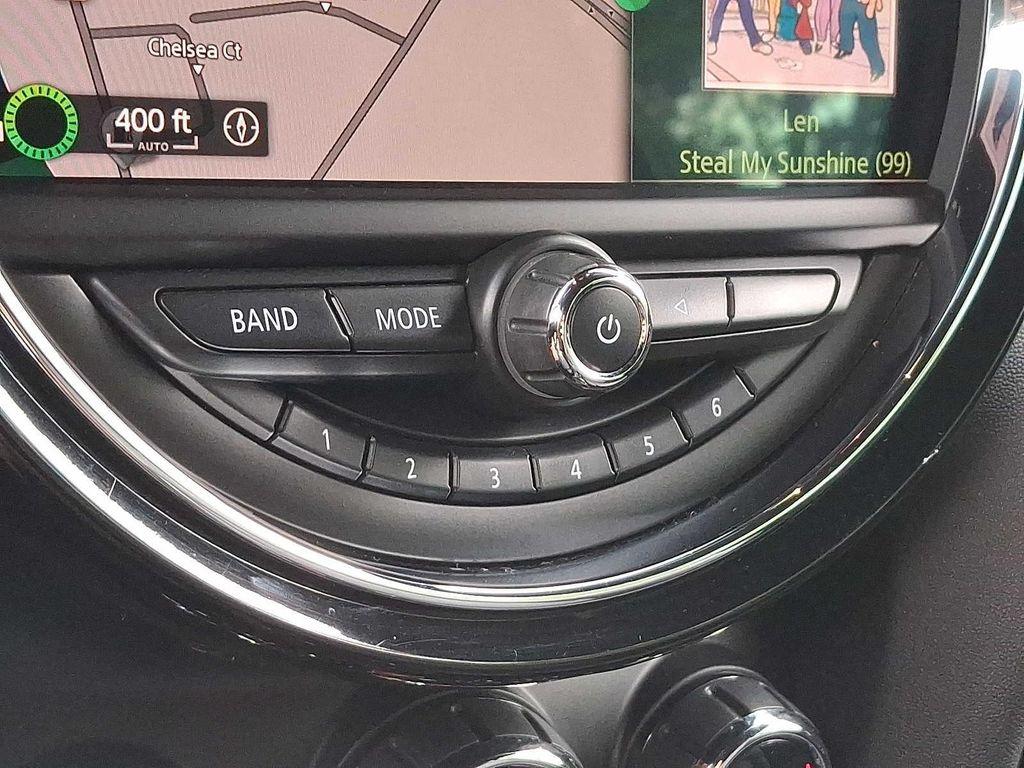 Chelsea Ct
400 ft
AUTO
Len
Steal My Sunshine (99)
BAND
MODE
1
2
3
4
5
6